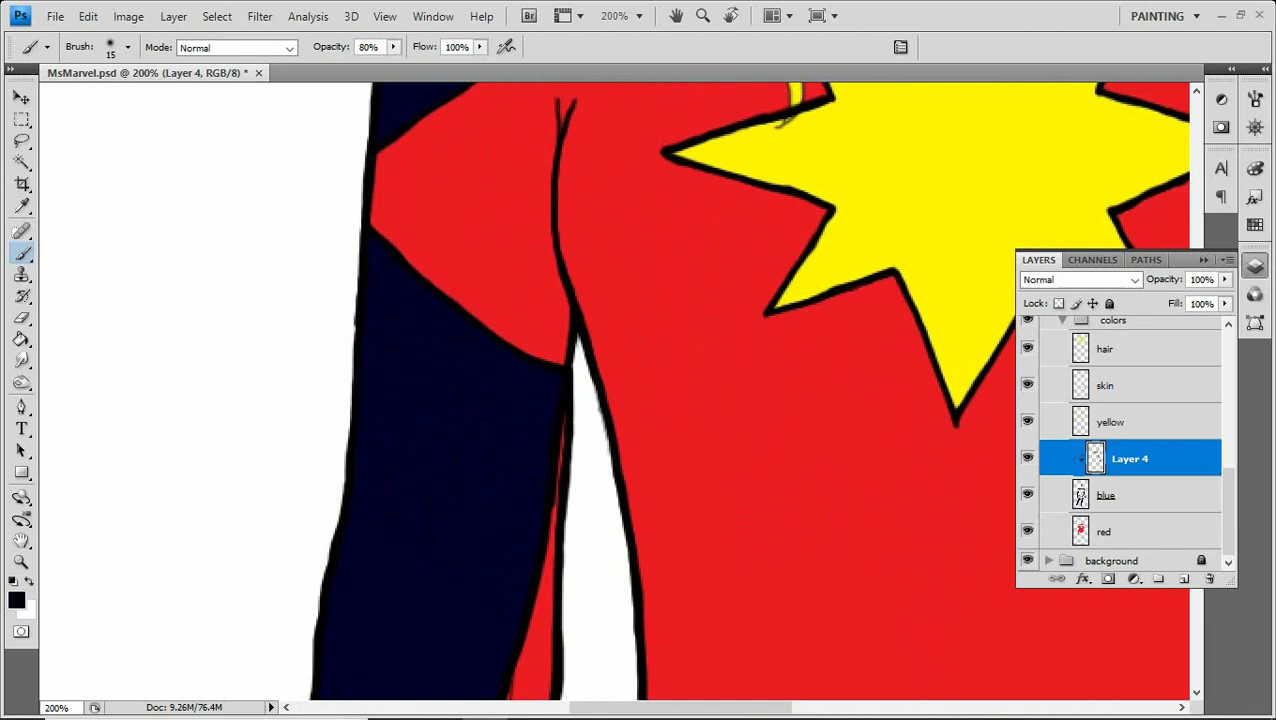 Ps File Edit Image Layer Select Filter Analysis 3D View Window Help Br 200% PAINTING
Brush: 15 Mode: Normal Opacity: 80% Flow: 100%
MsMarvel.psd @ 200% (Layer 4, RGB/8) *
LAYERS CHANNELS PATHS
Normal Opacity: 100%
Lock: Fill: 100%
colors
hair
skin
yellow
Layer 4
blue
red
background
fx
200% Doc: 9.26M/76.4M